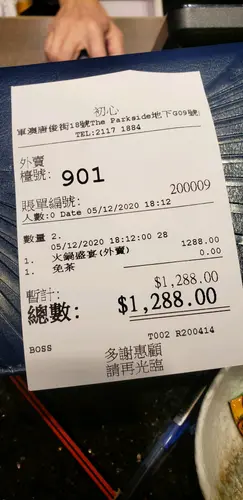 初心
軍澳唐俊街18號The Parkside地下G09號
TEL:2117 1884
外賣
檯號: 901
賬單編號: 200009
人數:0 Date 05/12/2020 18:12
數量 2.
05/12/2020 18:12:00 28
1. 火鍋盛宴(外賣) 1288.00
1. 免茶 0.00
暫計: $1,288.00
總數: $1,288.00
BOSS T002 R200414
多謝惠顧
請再光臨